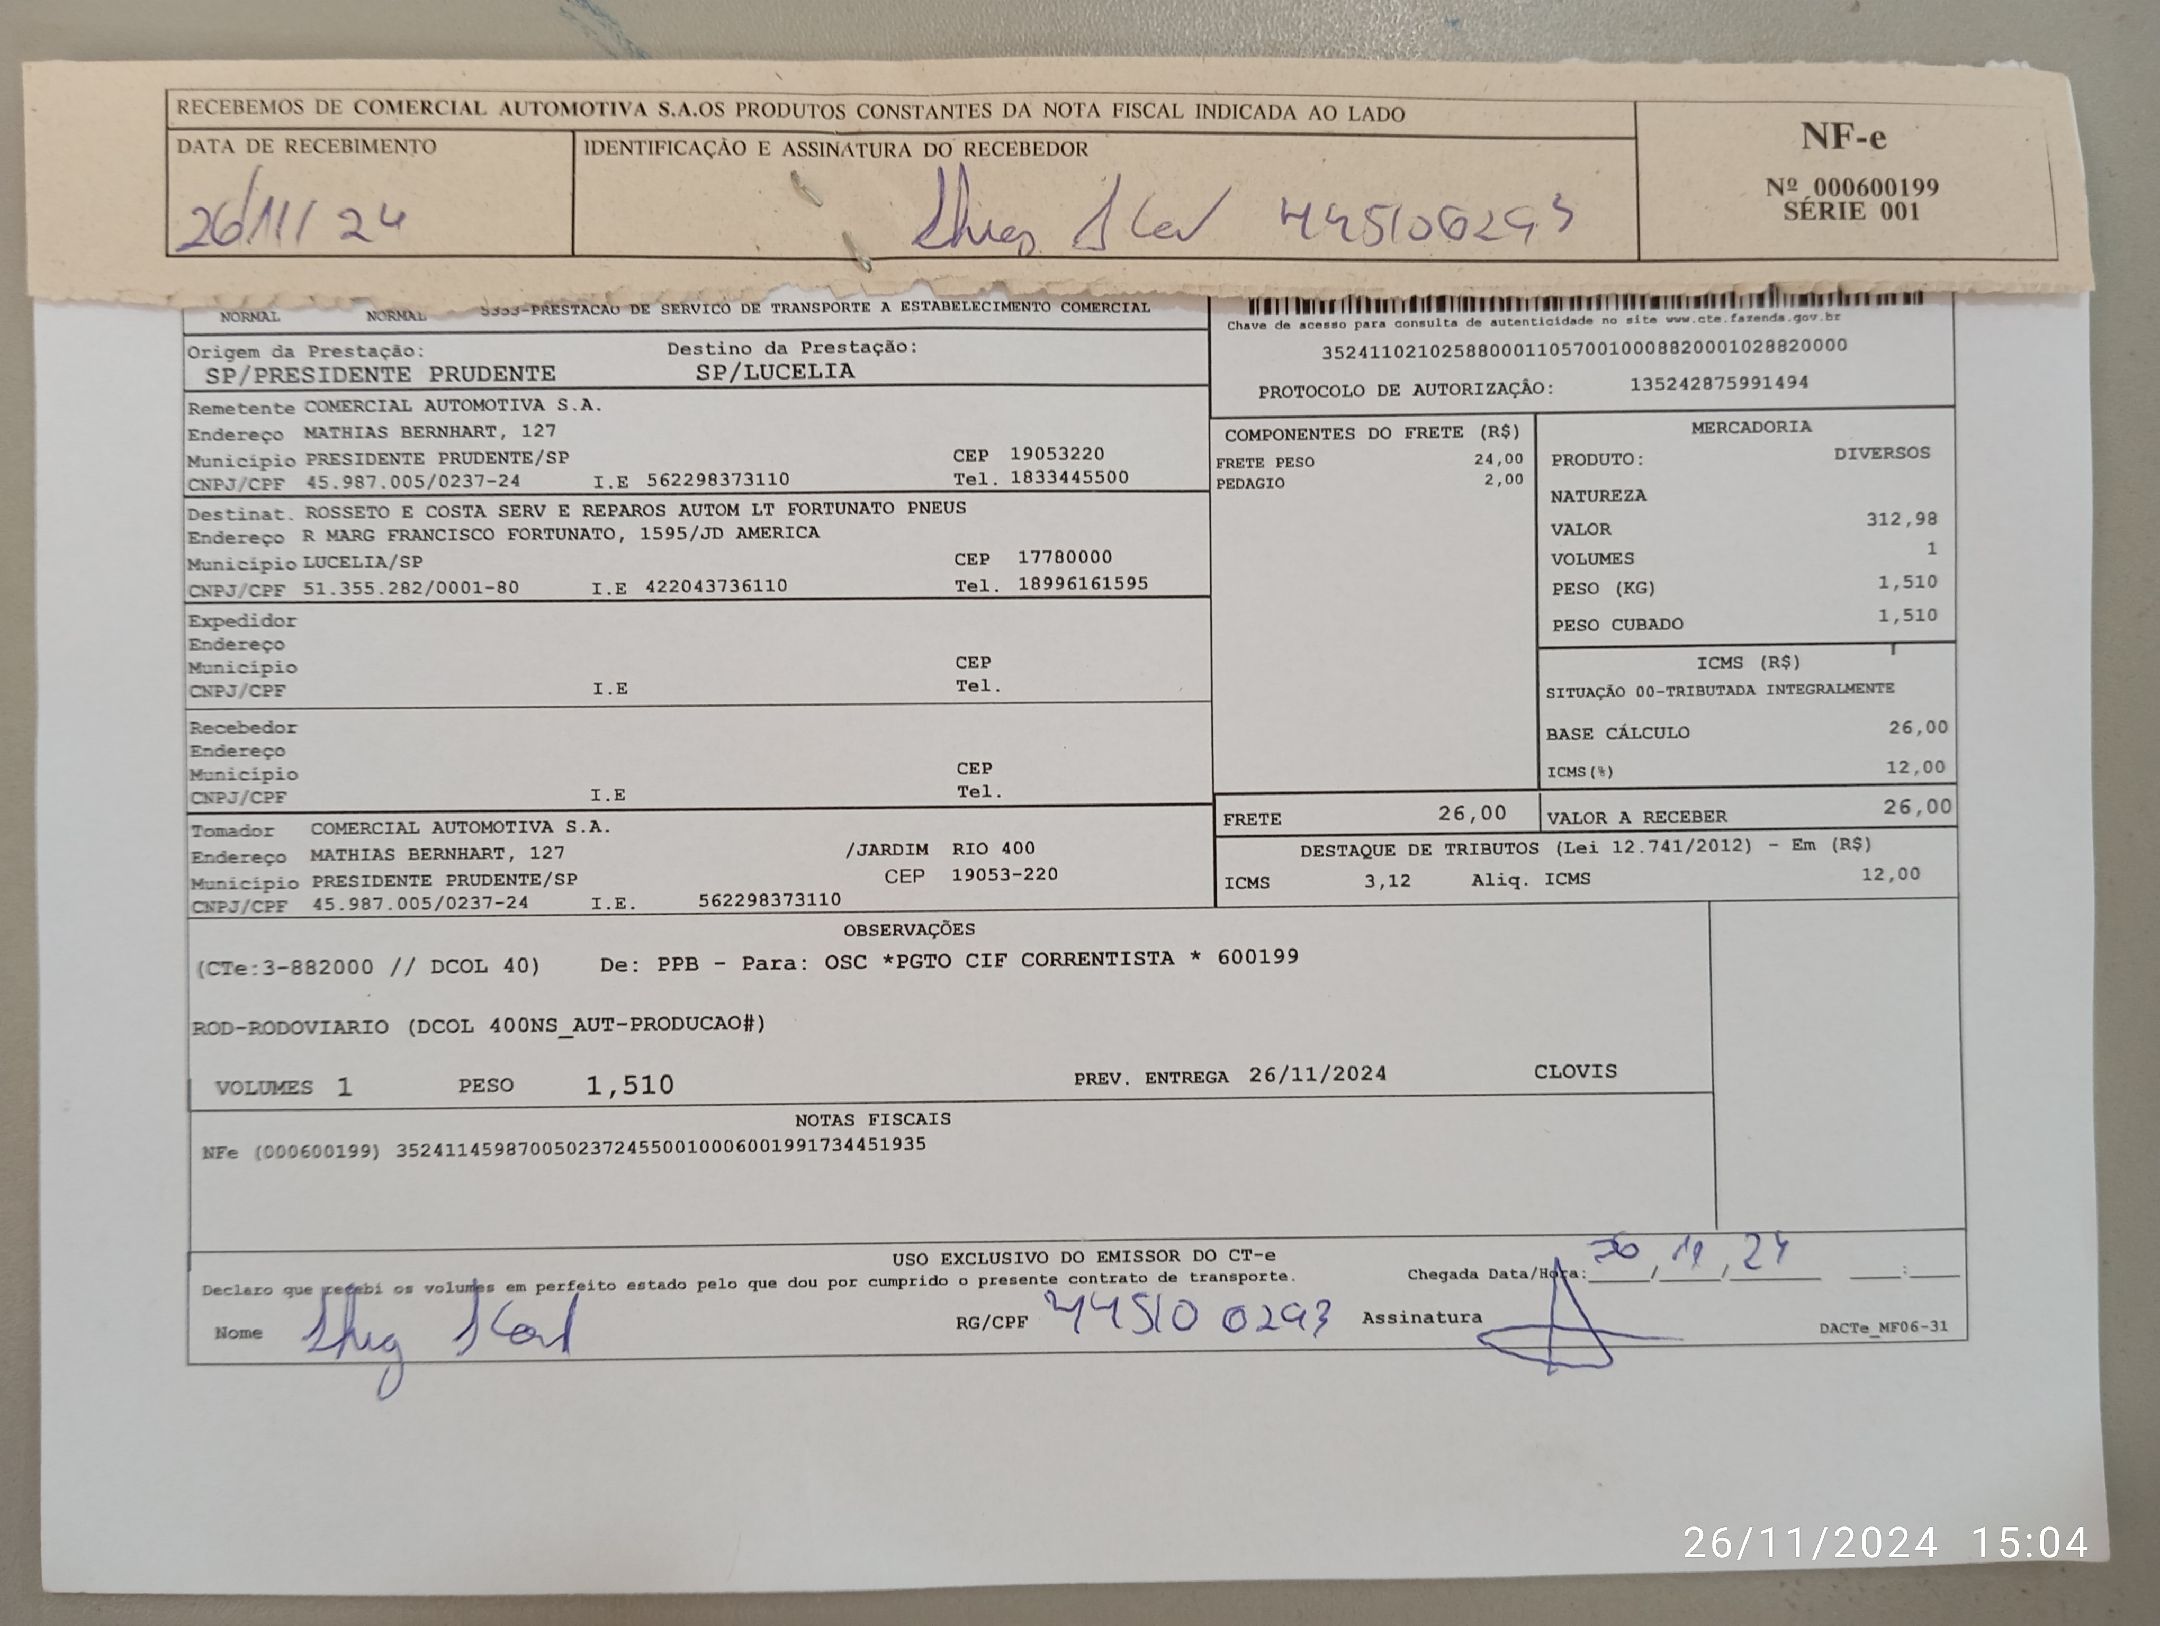 RECEBEMOS DE COMERCIAL AUTOMOTIVA S.A.OS PRODUTOS CONSTANTES DA NOTA FISCAL INDICADA AO LADO
DATA DE RECEBIMENTO
26/11/24
IDENTIFICAÇÃO E ASSINATURA DO RECEBEDOR
445100293
NF-e
Nº 000600199
SÉRIE 001
NORMAL NORMAL 5353-PRESTACAO DE SERVICO DE TRANSPORTE A ESTABELECIMENTO COMERCIAL
Chave de acesso para consulta de autenticidade no site www.cte.fazenda.gov.br
35241102102588000110570010008820001028820000
PROTOCOLO DE AUTORIZAÇÂO: 135242875991494
Origem da Prestação: Destino da Prestação:
SP/PRESIDENTE PRUDENTE SP/LUCELIA
Remetente COMERCIAL AUTOMOTIVA S.A.
Endereço MATHIAS BERNHART, 127
Município PRESIDENTE PRUDENTE/SP CEP 19053220
CNPJ/CPF 45.987.005/0237-24 I.E 562298373110 Tel. 1833445500
Destinat. ROSSETO E COSTA SERV E REPAROS AUTOM LT FORTUNATO PNEUS
Endereço R MARG FRANCISCO FORTUNATO, 1595/JD AMERICA
Município LUCELIA/SP CEP 17780000
CNPJ/CPF 51.355.282/0001-80 I.E 422043736110 Tel. 18996161595
Expedidor
Endereço
Município CEP
CNPJ/CPF I.E Tel.
Recebedor
Endereço
Município CEP
CNPJ/CPF I.E Tel.
Tomador COMERCIAL AUTOMOTIVA S.A.
Endereço MATHIAS BERNHART, 127 /JARDIM RIO 400
Município PRESIDENTE PRUDENTE/SP CEP 19053-220
CNPJ/CPF 45.987.005/0237-24 I.E. 562298373110
COMPONENTES DO FRETE (R$)
FRETE PESO 24,00
PEDAGIO 2,00
MERCADORIA
PRODUTO: DIVERSOS
NATUREZA
VALOR 312,98
VOLUMES 1
PESO (KG) 1,510
PESO CUBADO 1,510
ICMS (R$)
SITUAÇÃO 00-TRIBUTADA INTEGRALMENTE
BASE CÁLCULO 26,00
ICMS(%) 12,00
FRETE 26,00 VALOR A RECEBER 26,00
DESTAQUE DE TRIBUTOS (Lei 12.741/2012) - Em (R$)
ICMS 3,12 Aliq. ICMS 12,00
OBSERVAÇÕES
(CTe:3-882000 // DCOL 40) De: PPB - Para: OSC *PGTO CIF CORRENTISTA * 600199
ROD-RODOVIARIO (DCOL 400NS_AUT-PRODUCAO#)
VOLUMES 1 PESO 1,510 PREV. ENTREGA 26/11/2024 CLOVIS
NOTAS FISCAIS
NFe (000600199) 35241145987005023724550010006001991734451935
USO EXCLUSIVO DO EMISSOR DO CT-e
Declaro que recebi os volumes em perfeito estado pelo que dou por cumprido o presente contrato de transporte. Chegada Data/Hora: 26/11/24 __:__
Nome RG/CPF 445100293 Assinatura
DACTe_MF06-31
26/11/2024 15:04